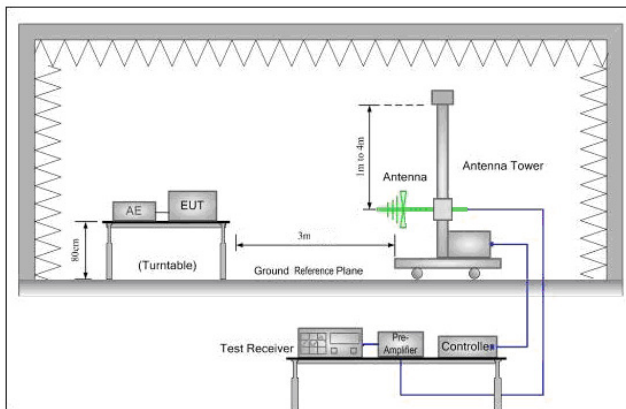 1m to 4m
Antenna
Antenna Tower
AE
EUT
80cm
3m
(Turntable)
Ground Reference Plane
Test Receiver
Pre-
Amplifier
Controller